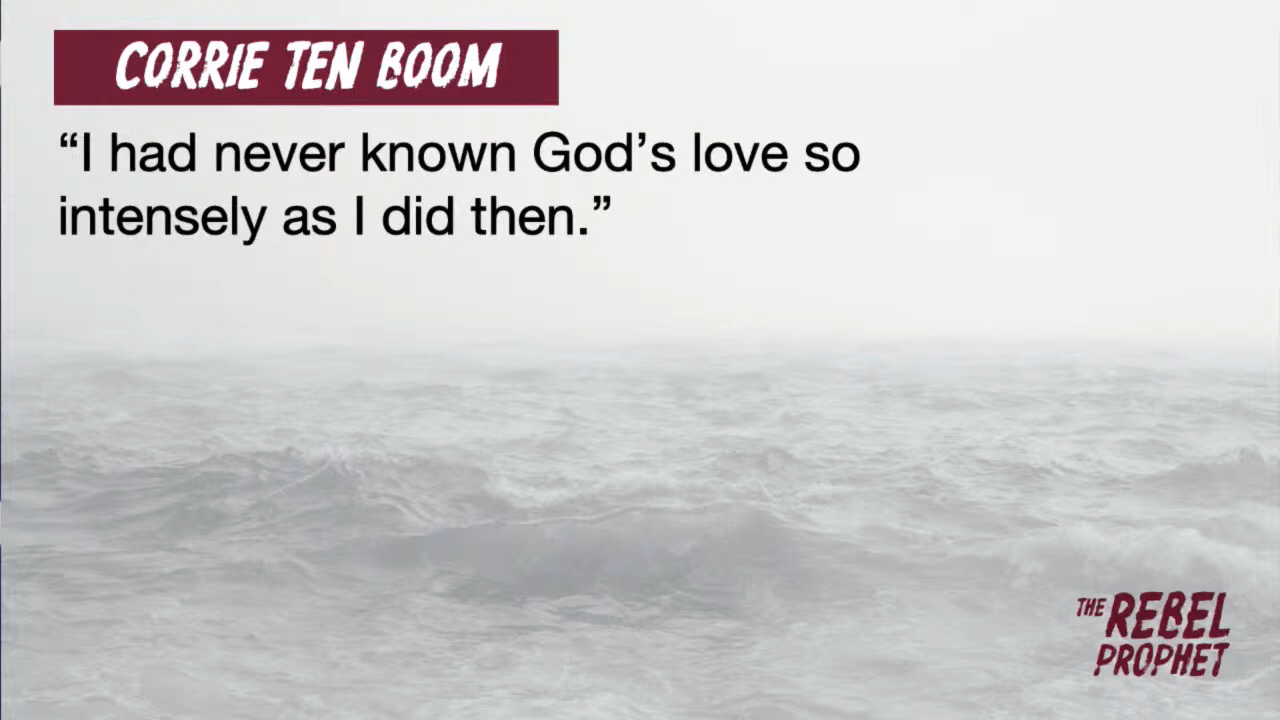 CORRIE TEN BOOM
“I had never known God’s love so
intensely as I did then.”
THE REBEL
PROPHET